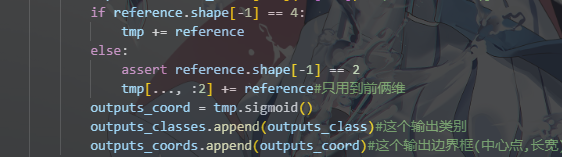 if reference.shape[-1] == 4:
tmp += reference
else:
assert reference.shape[-1] == 2
tmp[..., :2] += reference#只用到前俩维
outputs_coord = tmp.sigmoid()
outputs_classes.append(outputs_class)#这个输出类别
outputs_coords.append(outputs_coord)#这个输出边界框(中心点,长宽)